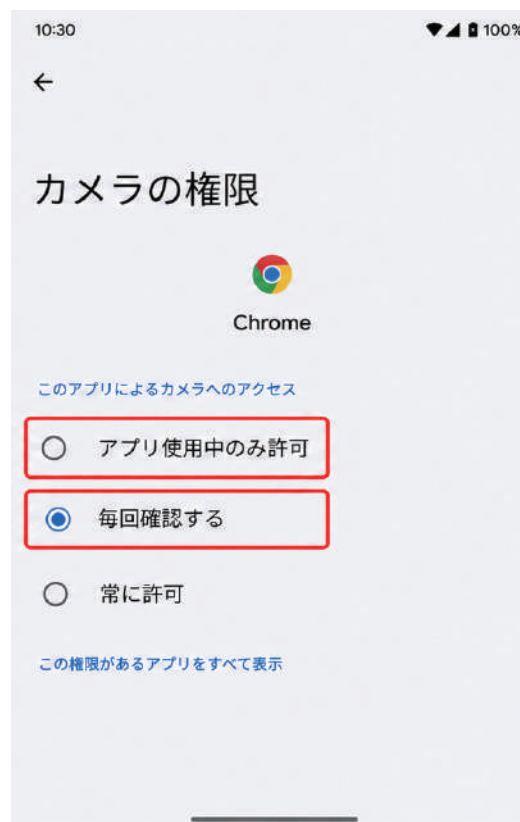 10:30
100%
カメラの権限
Chrome
このアプリによるカメラへのアクセス
アプリ使用中のみ許可
毎回確認する
常に許可
この権限があるアプリをすべて表示